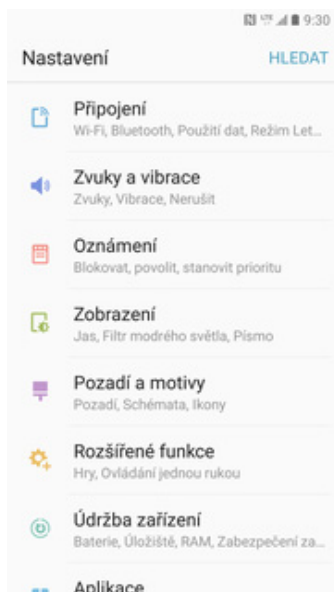 LTE 9:30
Nastavení HLEDAT
Připojení
Wi-Fi, Bluetooth, Použití dat, Režim Let...
Zvuky a vibrace
Zvuky, Vibrace, Nerušit
Oznámení
Blokovat, povolit, stanovit prioritu
Zobrazení
Jas, Filtr modrého světla, Písmo
Pozadí a motivy
Pozadí, Schémata, Ikony
Rozšířené funkce
Hry, Ovládání jednou rukou
Údržba zařízení
Baterie, Úložiště, RAM, Zabezpečení za...
Aplikace